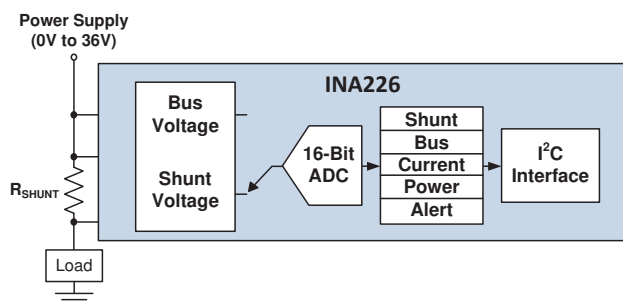 Power Supply
(0V to 36V)
INA226
Bus
Voltage
Shunt
Voltage
16-Bit
ADC
Shunt
Bus
Current
Power
Alert
I²C
Interface
RSHUNT
Load